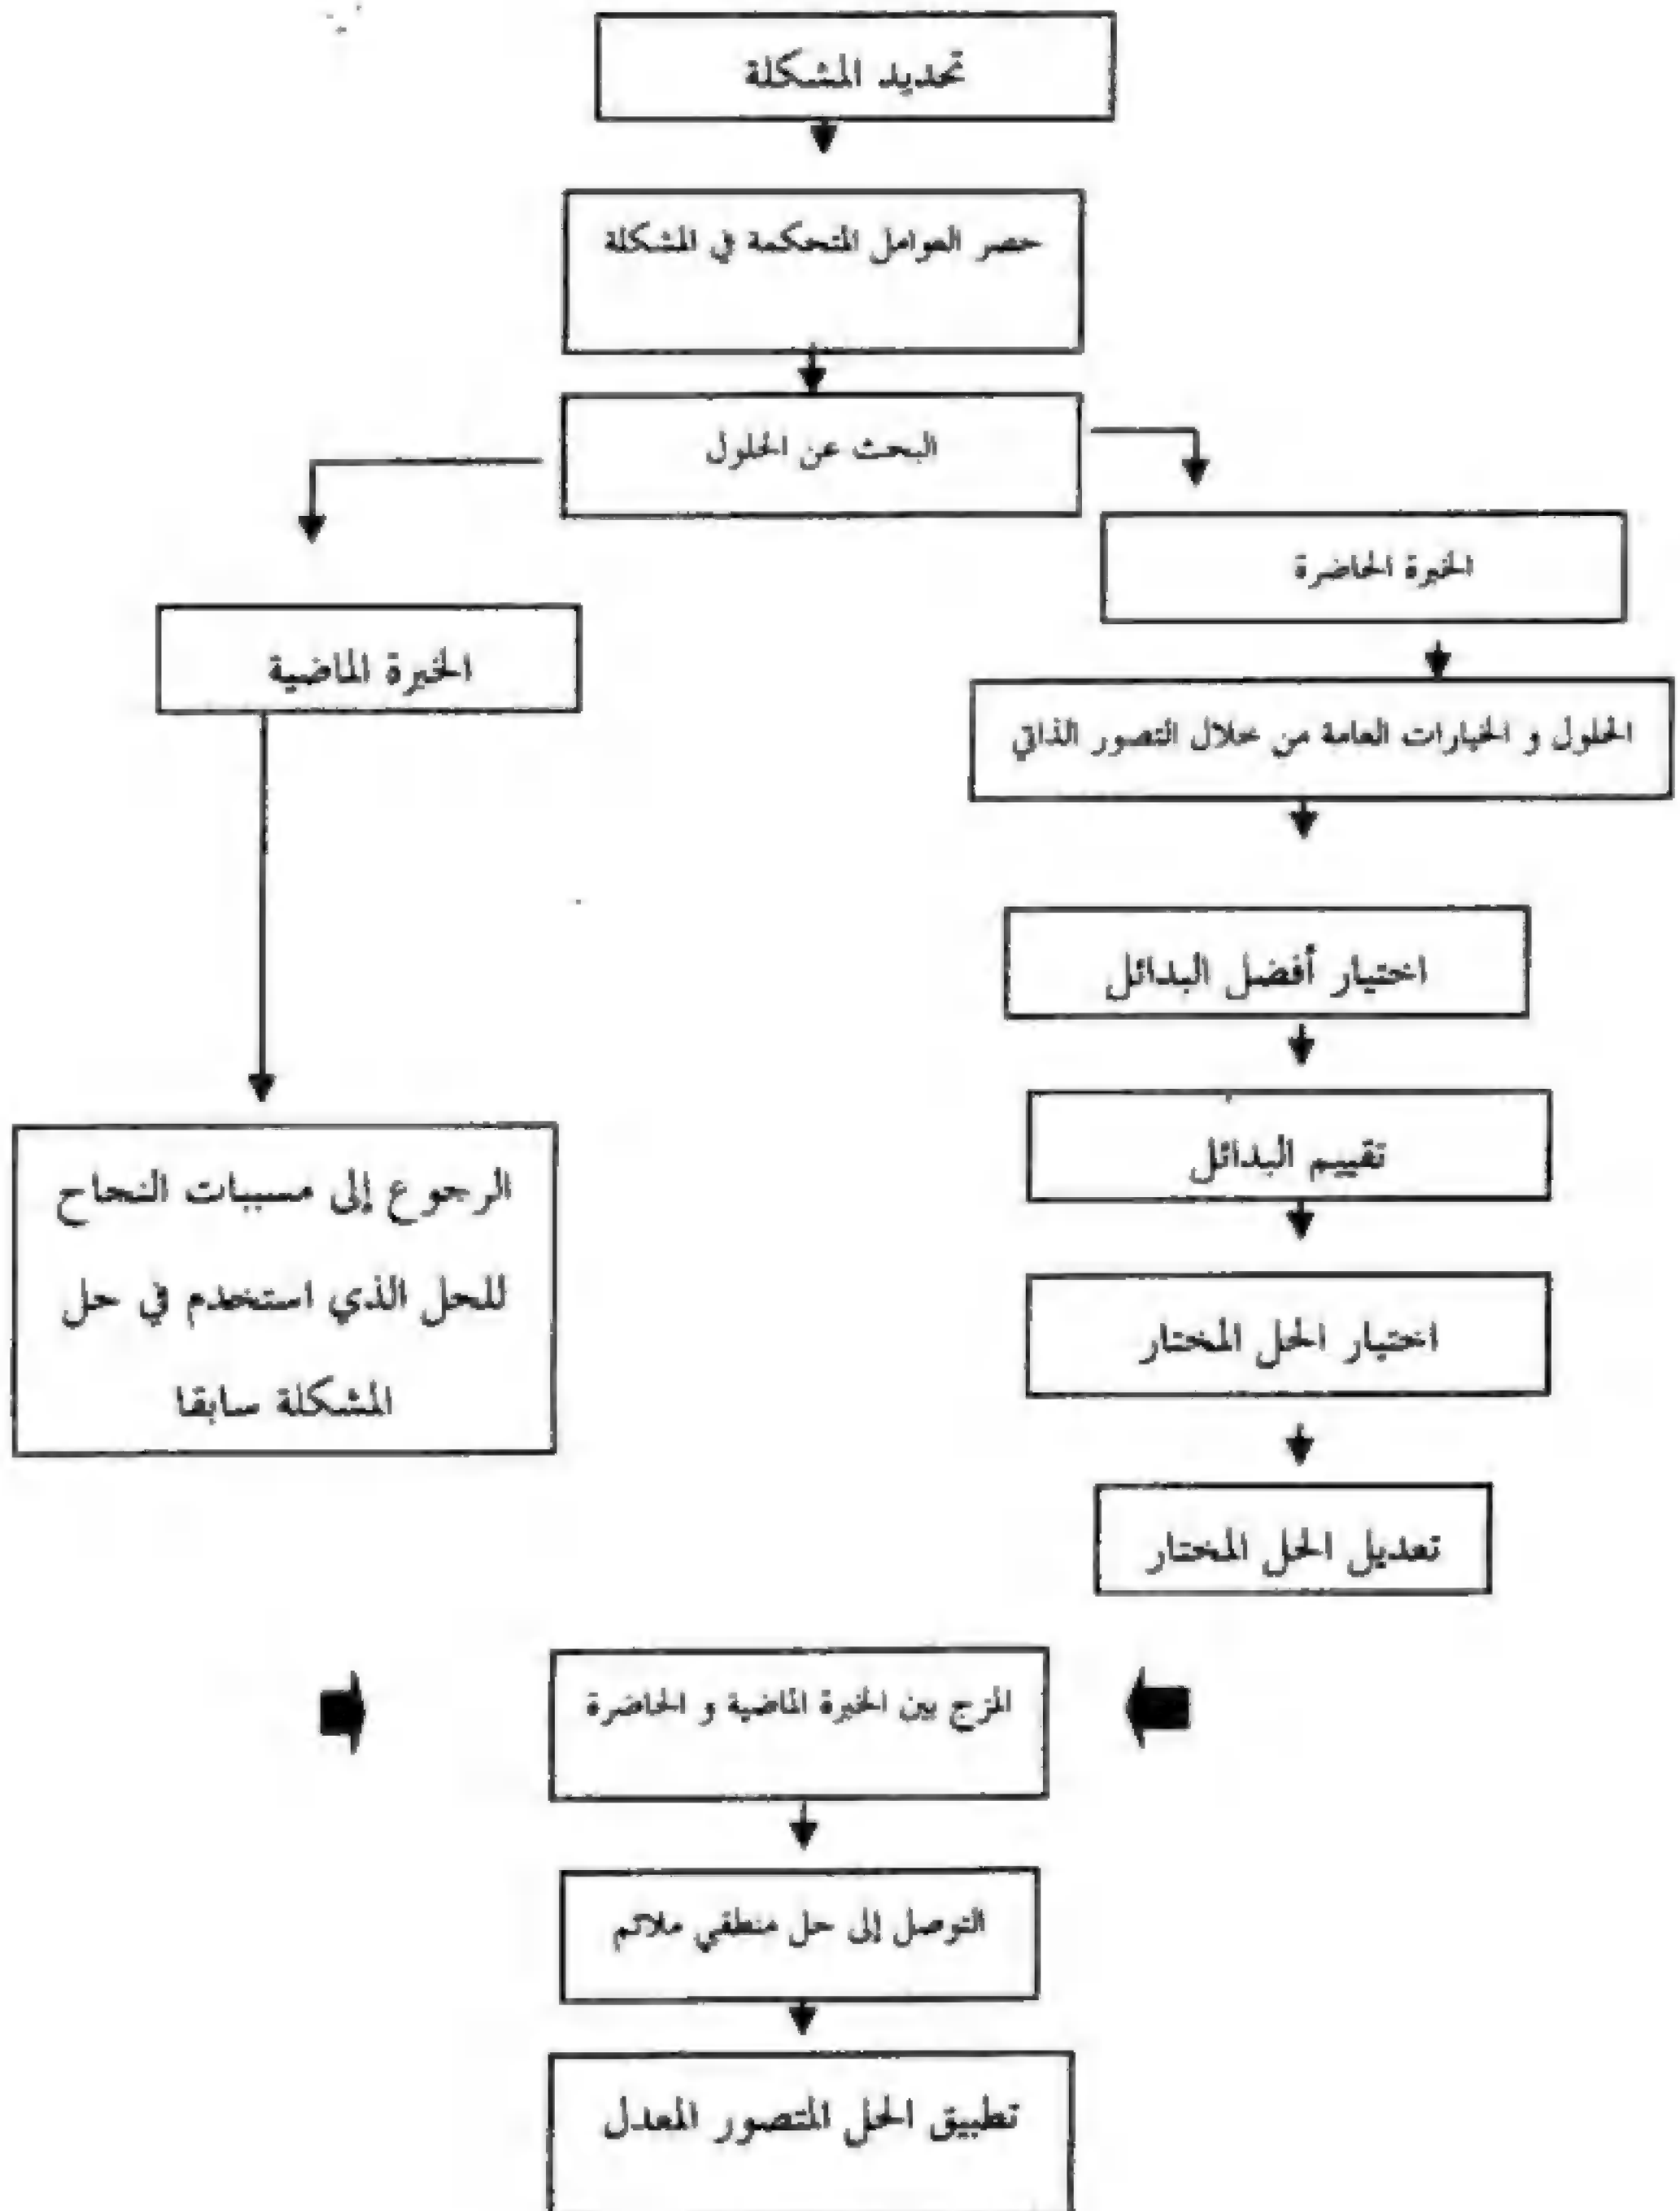 تحديد المشكلة
حصر العوامل المتحكمة في المشكلة
البحث عن الحلول
الخبرة الحاضرة
الخبرة الماضية
الحلول و الخيارات العامة من خلال التصور الذاتي
اختيار أفضل البدائل
تقييم البدائل
الرجوع إلى مسببات النجاح
للحل الذي استخدم في حل
المشكلة سابقا
اختبار الحل المختار
تعديل الحل المختار
المزج بين الخبرة الماضية و الحاضرة
التوصل إلى حل منطقي ملائم
تطبيق الحل المتصور المعدل